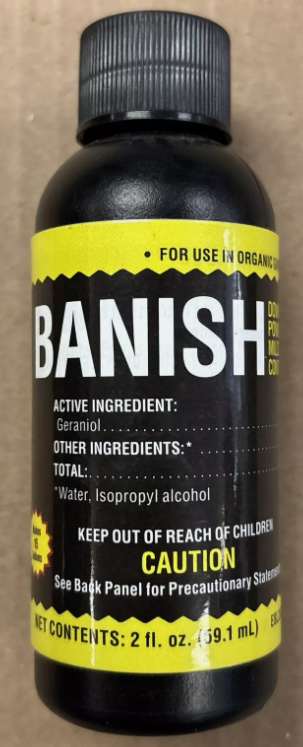 • FOR USE IN ORGANIC
BANISH
ACTIVE INGREDIENT:
Geraniol
OTHER INGREDIENTS:*
TOTAL:
*Water, Isopropyl alcohol
KEEP OUT OF REACH OF CHILDREN
CAUTION
See Back Panel for Precautionary
NET CONTENTS: 2 fl. oz. (59.1 mL)